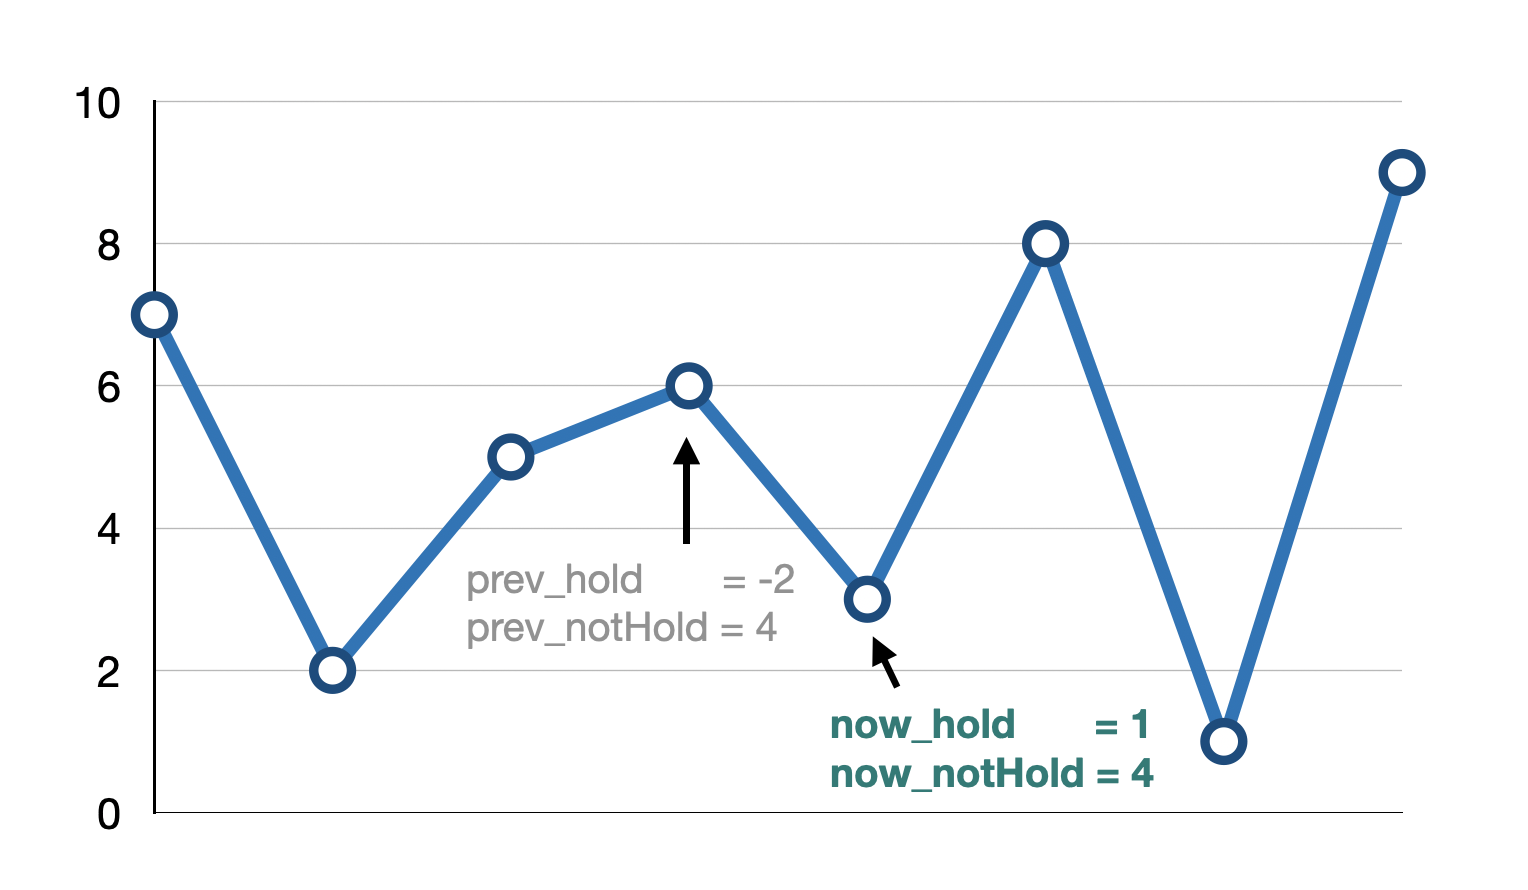 10
8
6
4
2
0
prev_hold = -2
prev_notHold = 4
now_hold = 1
now_notHold = 4